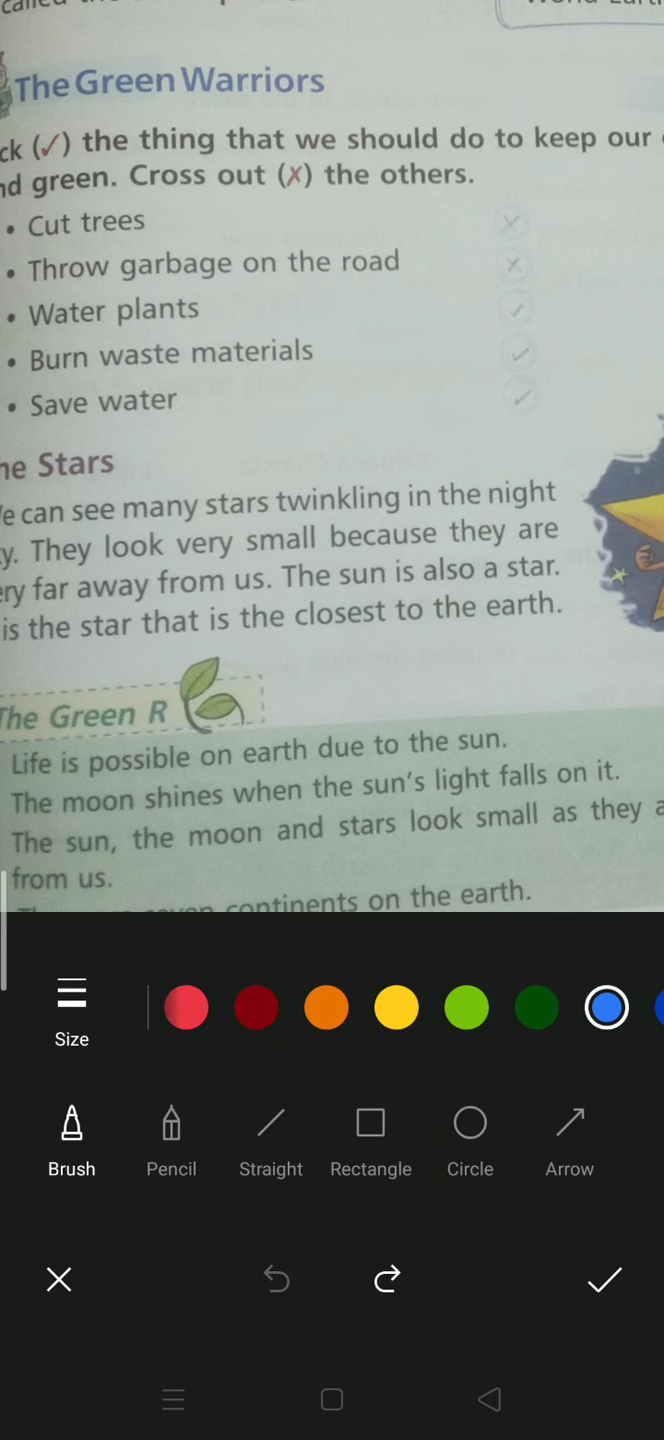 The Green Warriors
ck (✓) the thing that we should do to keep our
nd green. Cross out (✗) the others.
• Cut trees ✗
• Throw garbage on the road ✗
• Water plants ✓
• Burn waste materials ✓
• Save water ✓
he Stars
e can see many stars twinkling in the night
y. They look very small because they are
ery far away from us. The sun is also a star.
is the star that is the closest to the earth.
The Green R
Life is possible on earth due to the sun.
The moon shines when the sun's light falls on it.
The sun, the moon and stars look small as they a
from us.
seven continents on the earth.
Size
Brush Pencil Straight Rectangle Circle Arrow